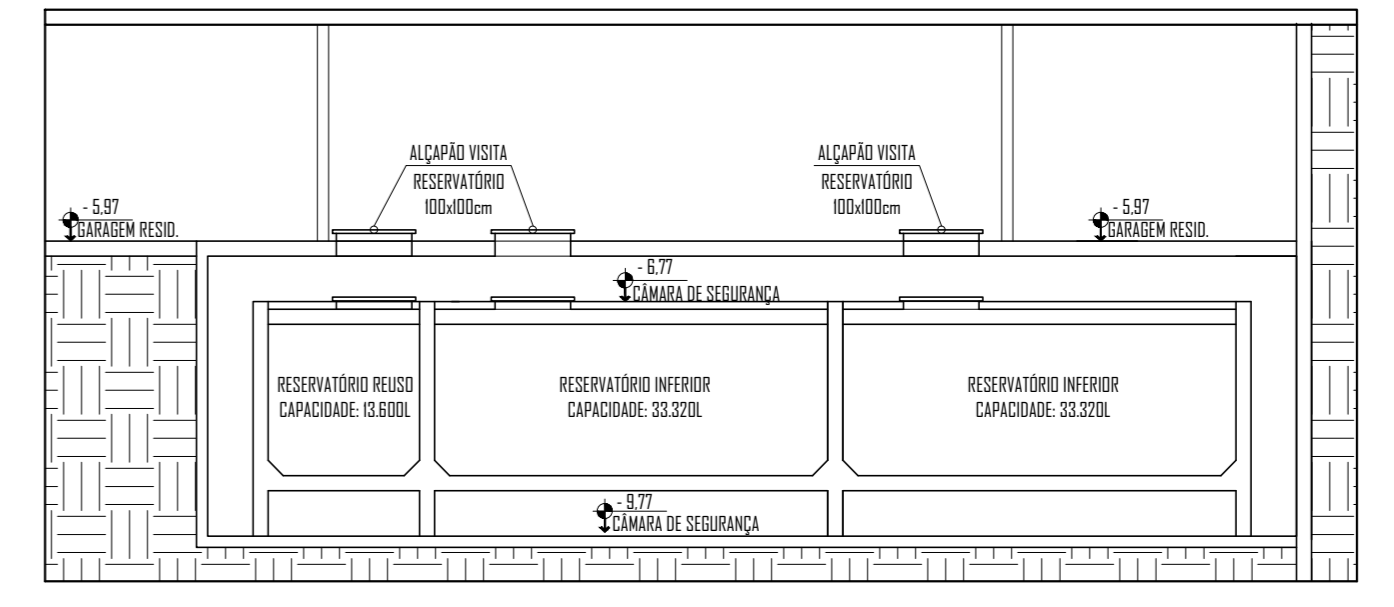 ALÇAPÃO VISITA
RESERVATÓRIO
100x100cm
ALÇAPÃO VISITA
RESERVATÓRIO
100x100cm
- 5,97
GARAGEM RESID.
- 5,97
GARAGEM RESID.
- 6,77
CÂMARA DE SEGURANÇA
RESERVATÓRIO REUSO
CAPACIDADE: 13.600L
RESERVATÓRIO INFERIOR
CAPACIDADE: 33.320L
RESERVATÓRIO INFERIOR
CAPACIDADE: 33.320L
- 9,77
CÂMARA DE SEGURANÇA